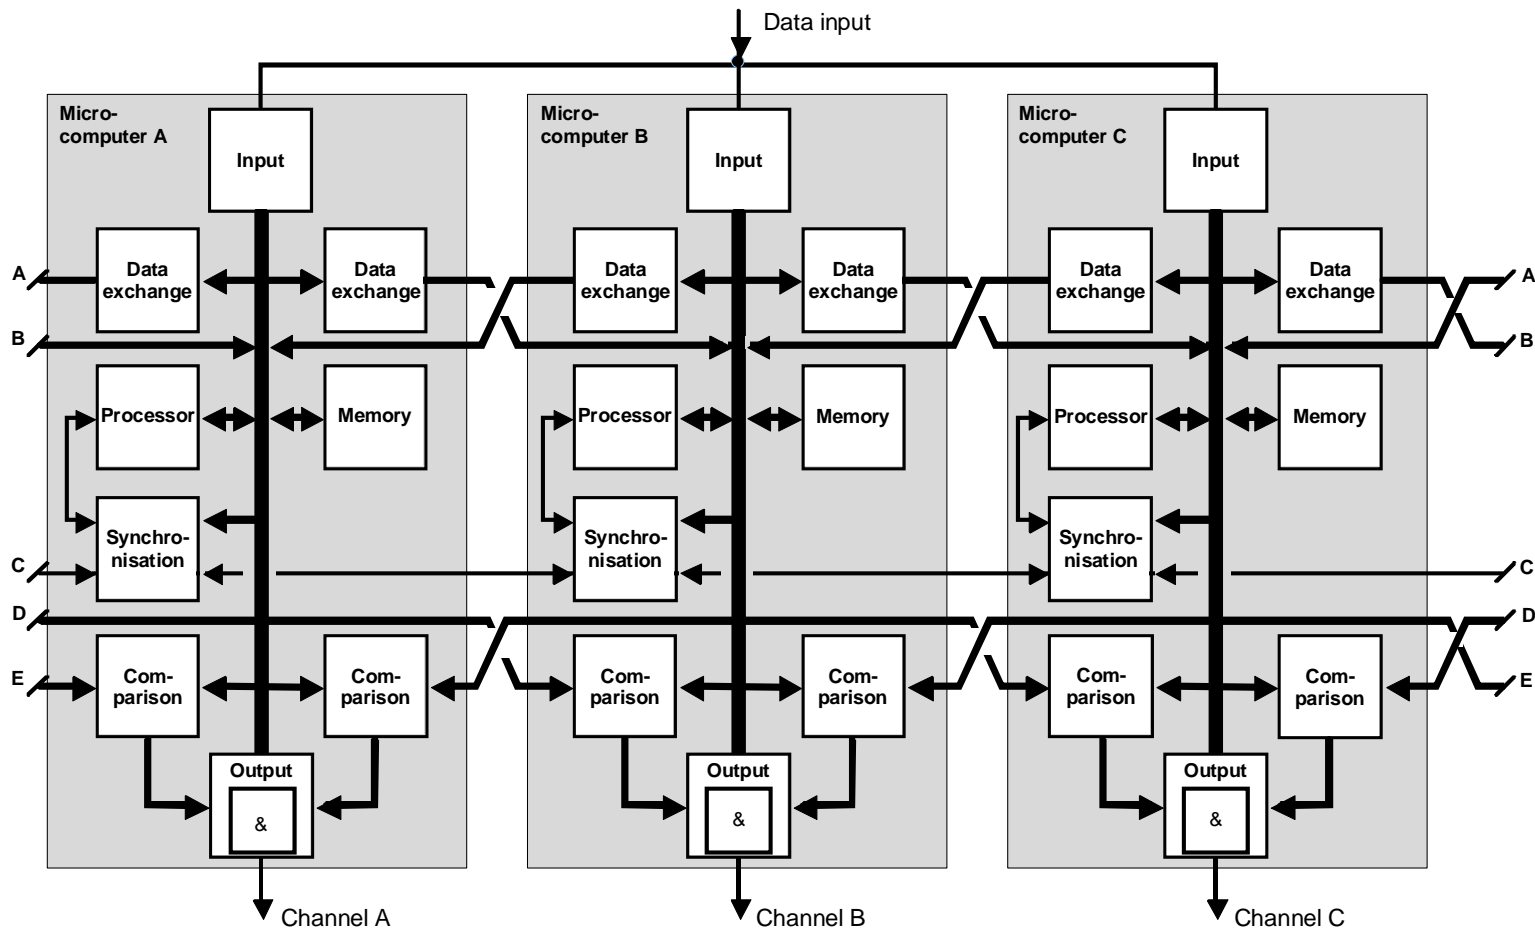 Data input
Micro-
computer A
Input
Micro-
computer B
Input
Micro-
computer C
Input
A
Data
exchange
Data
exchange
Data
exchange
Data
exchange
Data
exchange
Data
exchange
A
B
B
Processor
Memory
Processor
Memory
Processor
Memory
Synchro-
nisation
Synchro-
nisation
Synchro-
nisation
C
C
D
D
E
Com-
parison
Com-
parison
Com-
parison
Com-
parison
Com-
parison
Com-
parison
E
Output
&
Output
&
Output
&
Channel A
Channel B
Channel C